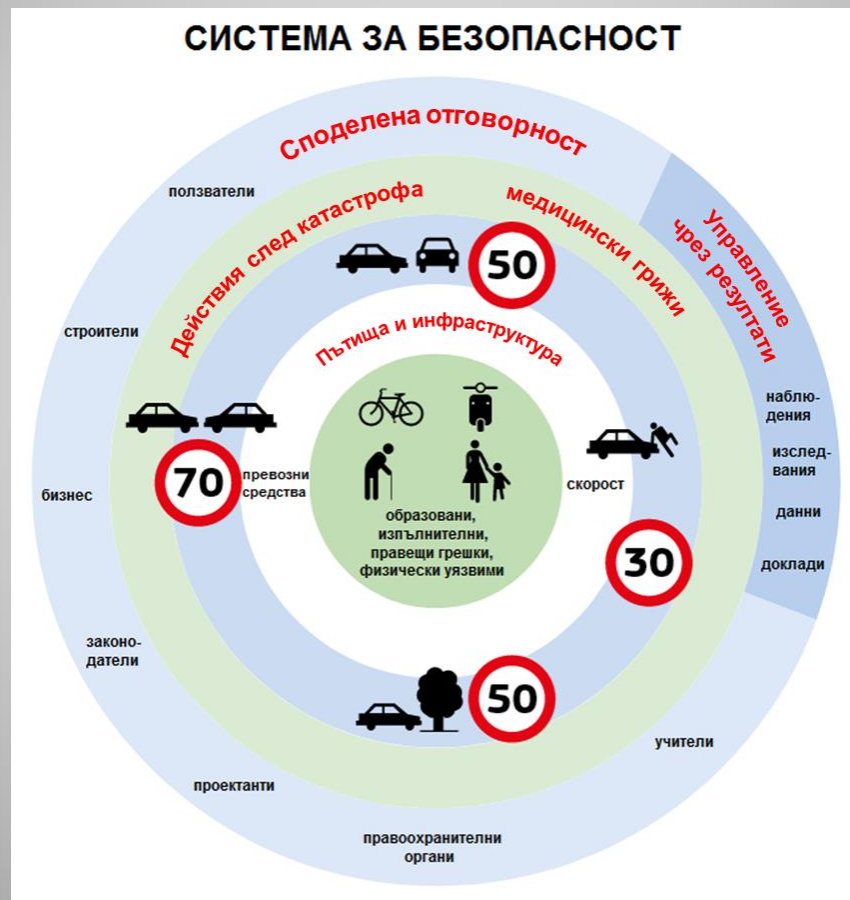 СИСТЕМА ЗА БЕЗОПАСНОСТ
Споделена отговорност
Управление
чрез резултати
Действия след катастрофа
медицински грижи
ползватели
50
Пътища и инфраструктура
строители
наблю-
дения
изслед-
вания
данни
доклади
бизнес
70
превозни
средства
скорост
образовани,
изпълнителни,
правещи грешки,
физически уязвими
30
законо-
датели
50
учители
проектанти
правоохранителни
органи